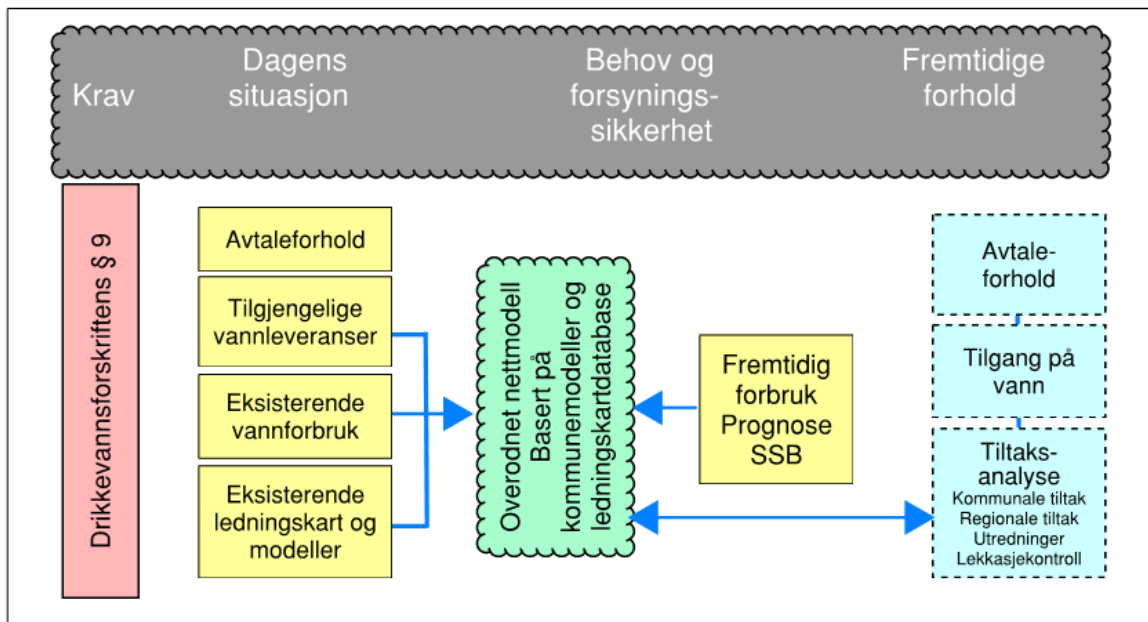 Krav
Dagens
situasjon
Behov og
forsynings-
sikkerhet
Fremtidige
forhold
Drikkevannsforskriftens § 9
Avtaleforhold
Tilgjengelige
vannleveranser
Eksisterende
vannforbruk
Eksisterende
ledningskart og
modeller
Overodnet nettmodell
Basert på
kommunemodeller og
ledningskartdatabase
Fremtidig
forbruk
Prognose
SSB
Avtale-
forhold
Tilgang på
vann
Tiltaks-
analyse
Kommunale tiltak
Regionale tiltak
Utredninger
Lekkasjekontroll